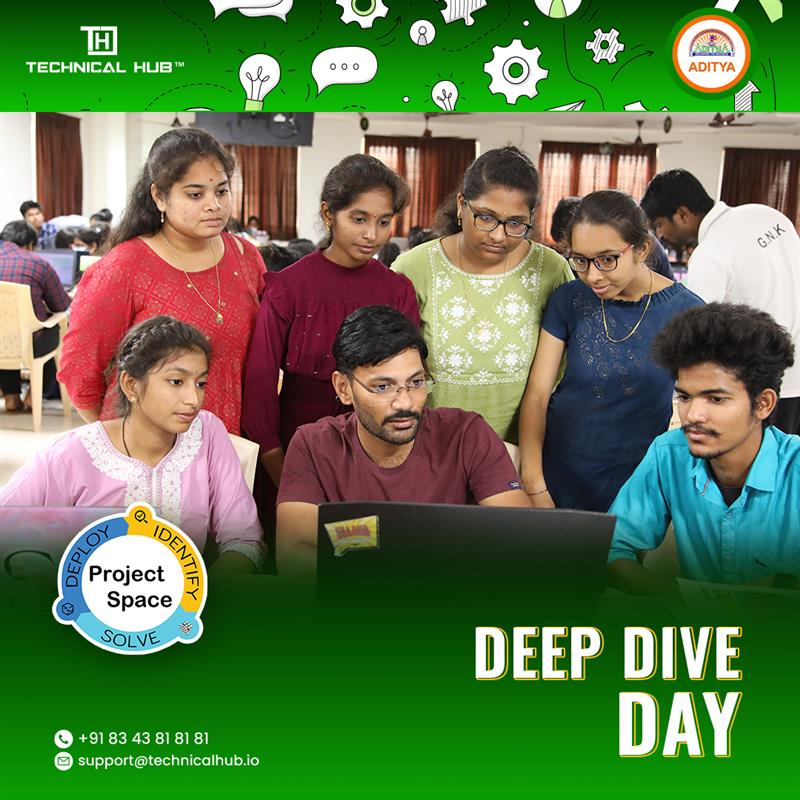 TECHNICAL HUB™
ADITYA
ADITYA
G.N.K
DEPLOY
IDENTIFY
SOLVE
Project
Space
DEEP DIVE
DAY
+91 83 43 81 81 81
support@technicalhub.io